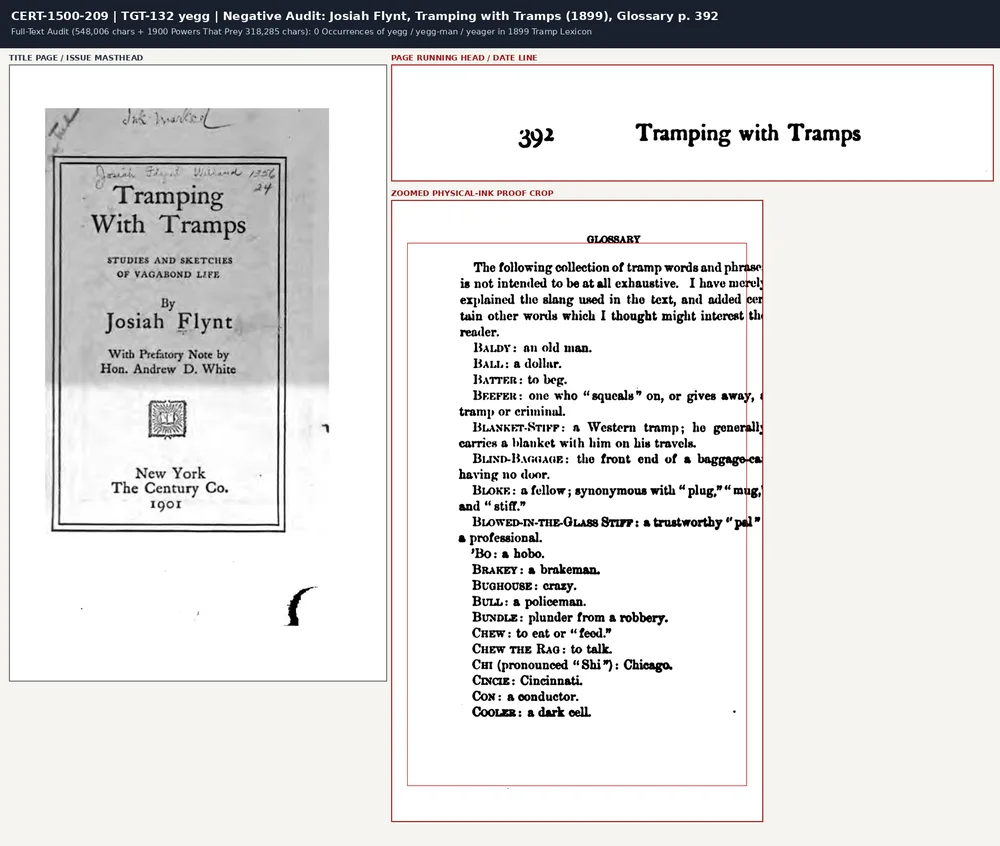 CERT-1500-209 | TGT-132 yegg | Negative Audit: Josiah Flynt, Tramping with Tramps (1899), Glossary p. 392
Full-Text Audit (548,006 chars + 1900 Powers That Prey 318,285 chars): 0 Occurrences of yegg / yegg-man / yeager in 1899 Tramp Lexicon
TITLE PAGE / ISSUE MASTHEAD
Ink Marked
Josiah Flynt Willard 1356
24
Tramping
With Tramps
STUDIES AND SKETCHES
OF VAGABOND LIFE
By
Josiah Flynt
With Prefatory Note by
Hon. Andrew D. White
New York
The Century Co.
1901
PAGE RUNNING HEAD / DATE LINE
392 Tramping with Tramps
ZOOMED PHYSICAL-INK PROOF CROP
GLOSSARY
The following collection of tramp words and phrase
is not intended to be at all exhaustive. I have merely
explained the slang used in the text, and added cer
tain other words which I thought might interest th
reader.
BALDY: an old man.
BALL: a dollar.
BATTER: to beg.
BEEFER: one who "squeals" on, or gives away,
tramp or criminal.
BLANKET-STIFF: a Western tramp; he generally
carries a blanket with him on his travels.
BLIND-BAGGAGE: the front end of a baggage-ca
having no door.
BLOKE: a fellow; synonymous with "plug," "mug,"
and "stiff."
BLOWED-IN-THE-GLASS STIFF: a trustworthy "pal"
a professional.
'BO: a hobo.
BRAKEY: a brakeman.
BUGHOUSE: crazy.
BULL: a policeman.
BUNDLE: plunder from a robbery.
CHEW: to eat or "feed."
CHEW THE RAG: to talk.
CHI (pronounced "Shi"): Chicago.
CINCIE: Cincinnati.
CON: a conductor.
COOLER: a dark cell.